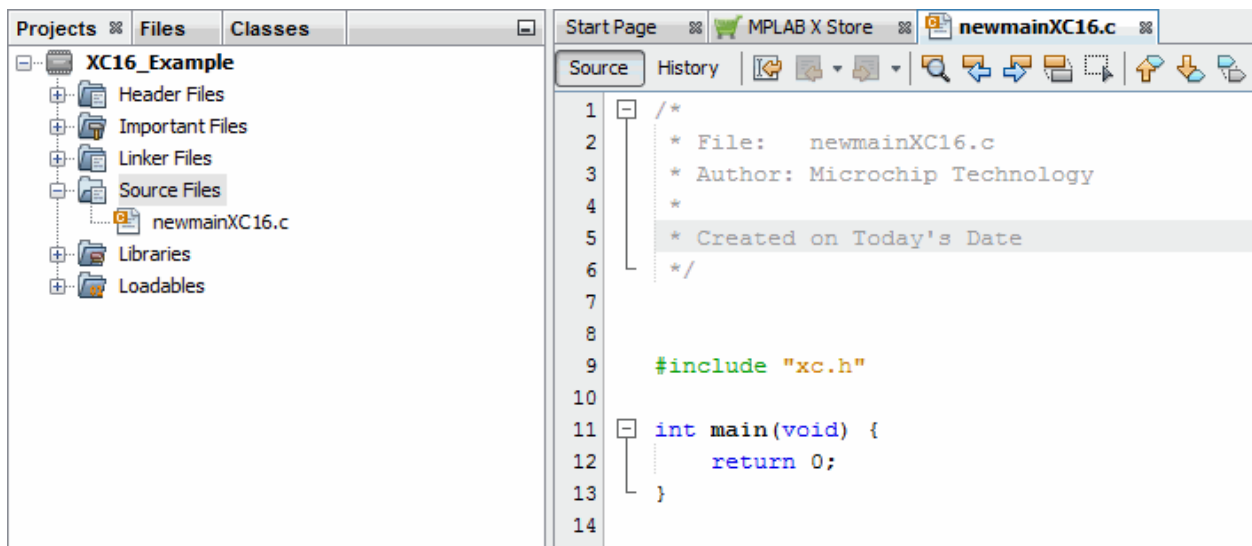 Projects Files Classes
XC16_Example
Header Files
Important Files
Linker Files
Source Files
newmainXC16.c
Libraries
Loadables
Start Page MPLAB X Store newmainXC16.c
Source History
1 /*
2 * File:   newmainXC16.c
3 * Author: Microchip Technology
4 *
5 * Created on Today's Date
6 */
7
8
9 #include "xc.h"
10
11 int main(void) {
12     return 0;
13 }
14